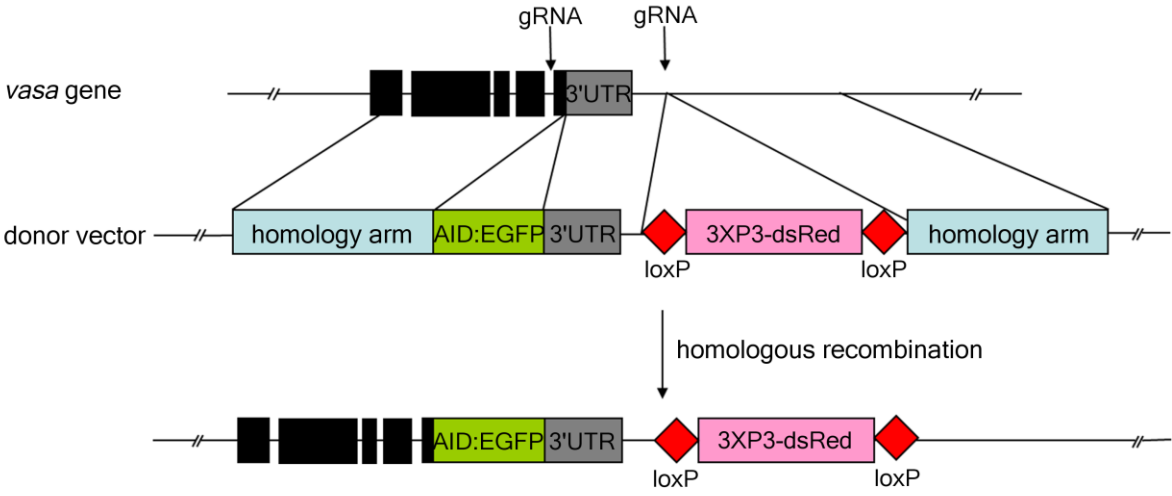 gRNA gRNA
vasa gene
3'UTR
donor vector
homology arm AID:EGFP 3'UTR 3XP3-dsRed homology arm
loxP loxP
homologous recombination
AID:EGFP 3'UTR 3XP3-dsRed
loxP loxP